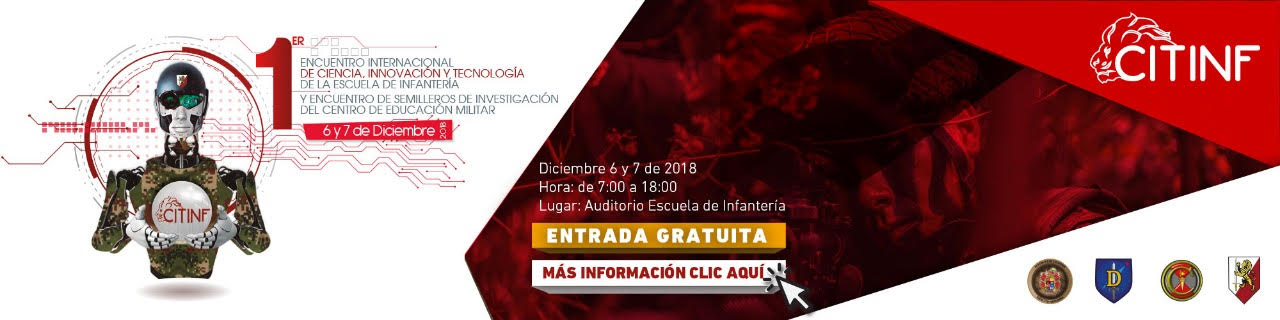 1ER
ENCUENTRO INTERNACIONAL
DE CIENCIA, INNOVACIÓN Y TECNOLOGÍA
DE LA ESCUELA DE INFANTERÍA
Y ENCUENTRO DE SEMILLEROS DE INVESTIGACIÓN
DEL CENTRO DE EDUCACIÓN MILITAR
6 y 7 de Diciembre 2018
CITINF
Diciembre 6 y 7 de 2018
Hora: de 7:00 a 18:00
Lugar: Auditorio Escuela de Infantería
ENTRADA GRATUITA
MÁS INFORMACIÓN CLIC AQUÍ
CITINF
D